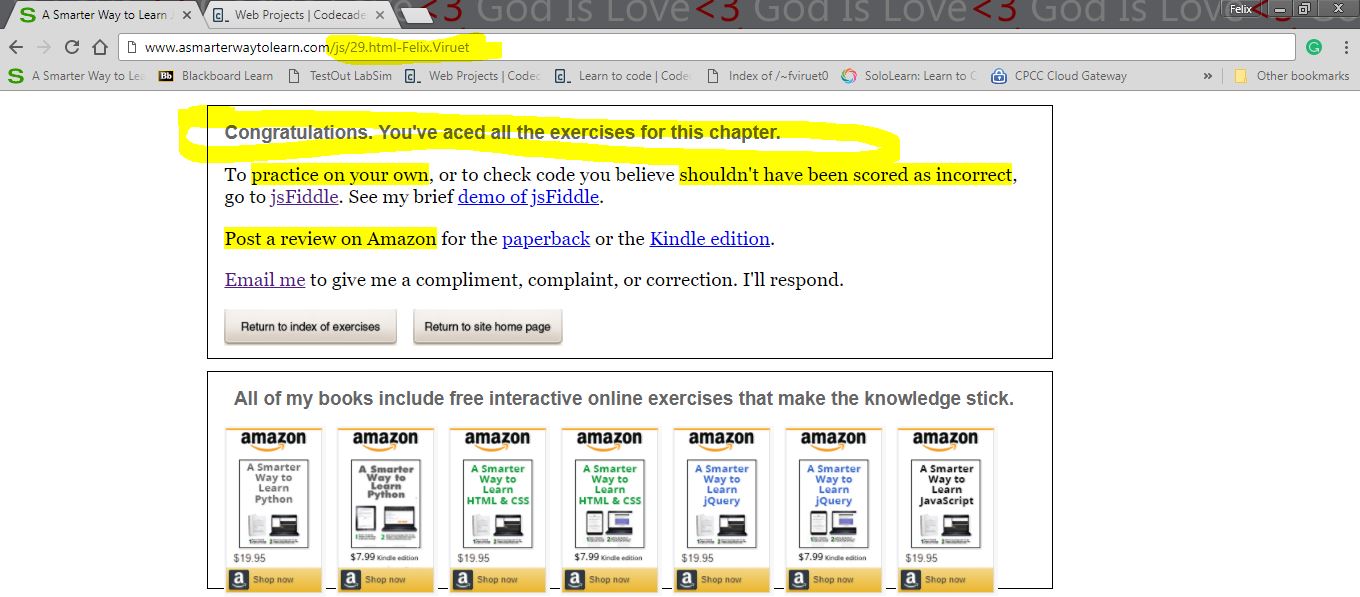 God Is Love<3 God Is Love<3 God Is Love<3
Felix
A Smarter Way to Learn
Web Projects | Codecade
www.asmarterwaytolearn.com/js/29.html-Felix.Viruet
A Smarter Way to Le
Blackboard Learn
TestOut LabSim
Web Projects | Codec
Learn to code | Code
Index of /~fviruet0
SoloLearn: Learn to C
CPCC Cloud Gateway
»
Other bookmarks
Congratulations. You've aced all the exercises for this chapter.
To practice on your own, or to check code you believe shouldn't have been scored as incorrect,
go to jsFiddle. See my brief demo of jsFiddle.
Post a review on Amazon for the paperback or the Kindle edition.
Email me to give me a compliment, complaint, or correction. I'll respond.
Return to index of exercises
Return to site home page
All of my books include free interactive online exercises that make the knowledge stick.
amazon
A Smarter
Way to
Learn
Python
$19.95
Shop now
amazon
A Smarter
Way to
Learn
Python
$7.99 Kindle edition
Shop now
amazon
A Smarter
Way to
Learn
HTML & CSS
$19.95
Shop now
amazon
A Smarter
Way to
Learn
HTML & CSS
$7.99 Kindle edition
Shop now
amazon
A Smarter
Way to
Learn
jQuery
$19.95
Shop now
amazon
A Smarter
Way to
Learn
jQuery
$7.99 Kindle edition
Shop now
amazon
A Smarter
Way to
Learn
JavaScript
$19.95
Shop now